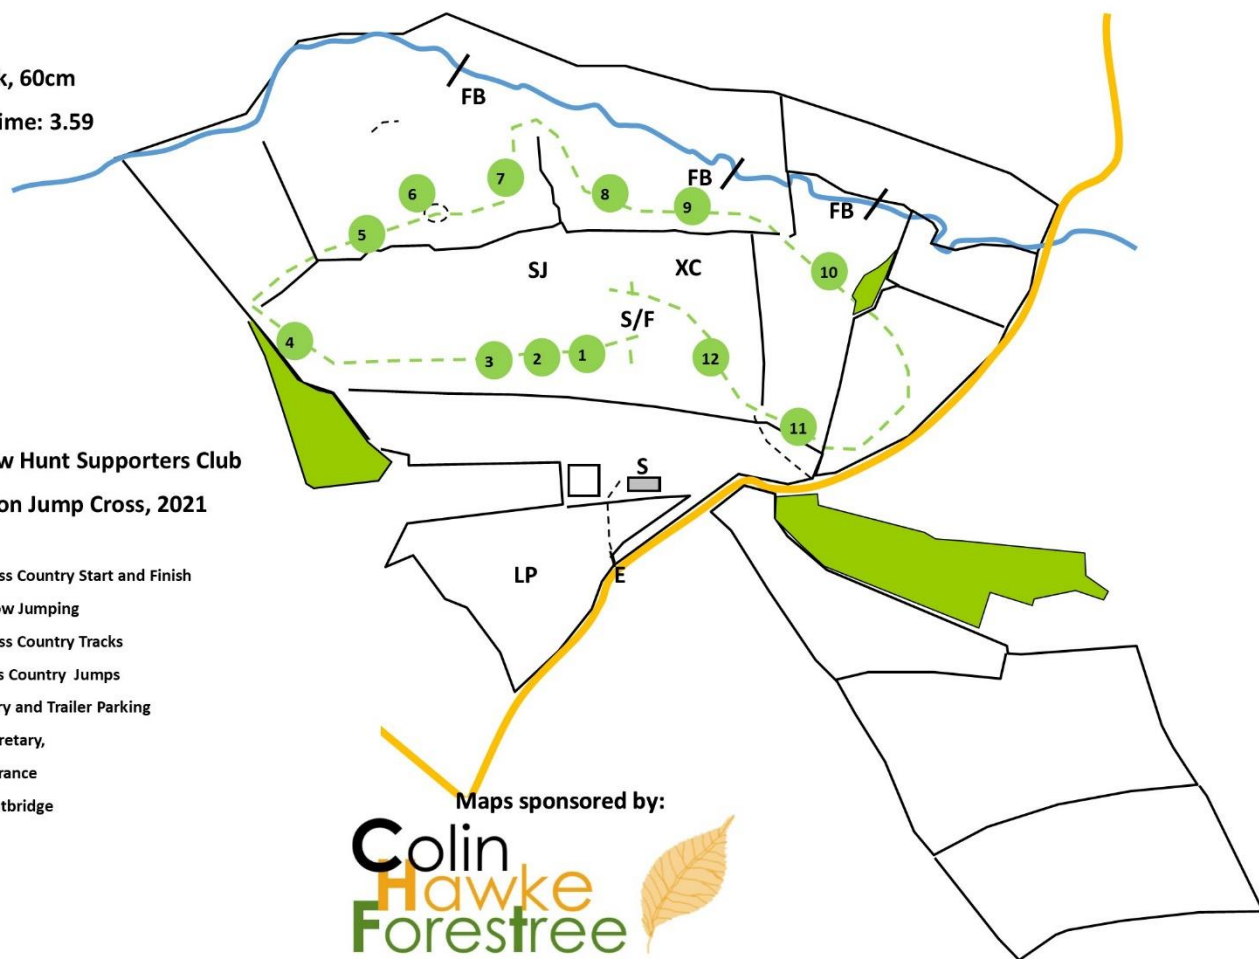 k, 60cm
ime: 3.59
FB
7
6
8
FB
9
FB
5
SJ
XC
10
S/F
4
3
2
1
12
11
w Hunt Supporters Club
on Jump Cross, 2021
S
ss Country Start and Finish
LP
E
w Jumping
ss Country Tracks
s Country Jumps
ry and Trailer Parking
retary,
rance
tbridge
Maps sponsored by:
Colin
Hawke
Forestree